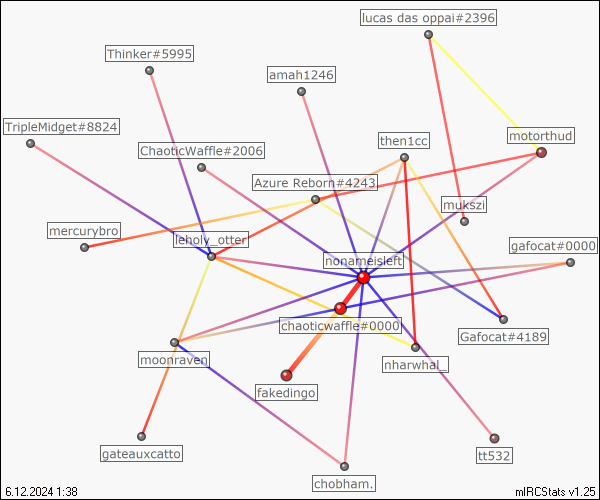 lucas das oppai#2396
Thinker#5995
amah1246
TripleMidget#8824
motorthud
then1cc
ChaoticWaffle#2006
Azure Reborn#4243
mukszi
mercurybro
leholy_otter
gafocat#0000
nonameisleft
chaoticwaffle#0000
Gafocat#4189
moonraven
nharwhal_
fakedingo
gateauxcatto
tt532
chobham.
6.12.2024 1:38
mIRCStats v1.25